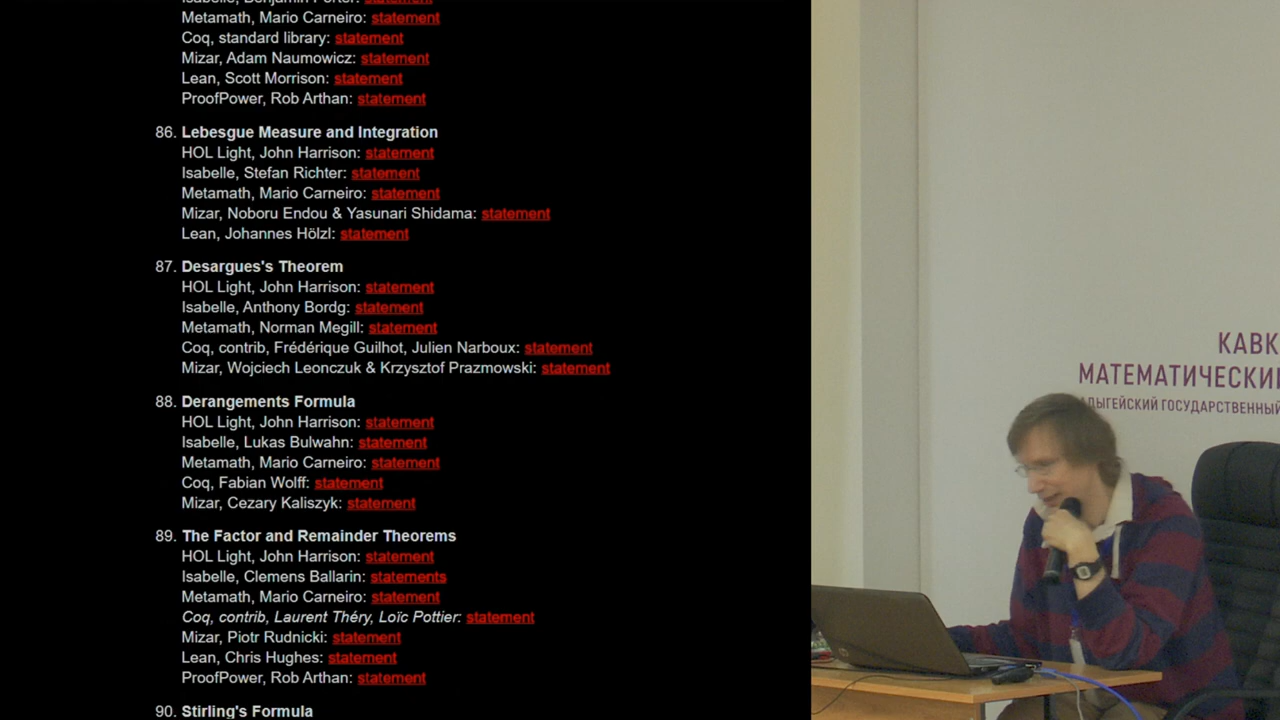 Isabelle, Benjamin Porter: statement
Metamath, Mario Carneiro: statement
Coq, standard library: statement
Mizar, Adam Naumowicz: statement
Lean, Scott Morrison: statement
ProofPower, Rob Arthan: statement
86. Lebesgue Measure and Integration
HOL Light, John Harrison: statement
Isabelle, Stefan Richter: statement
Metamath, Mario Carneiro: statement
Mizar, Noboru Endou & Yasunari Shidama: statement
Lean, Johannes Hölzl: statement
87. Desargues's Theorem
HOL Light, John Harrison: statement
Isabelle, Anthony Bordg: statement
Metamath, Norman Megill: statement
Coq, contrib, Frédérique Guilhot, Julien Narboux: statement
Mizar, Wojciech Leonczuk & Krzysztof Prazmowski: statement
88. Derangements Formula
HOL Light, John Harrison: statement
Isabelle, Lukas Bulwahn: statement
Metamath, Mario Carneiro: statement
Coq, Fabian Wolff: statement
Mizar, Cezary Kaliszyk: statement
89. The Factor and Remainder Theorems
HOL Light, John Harrison: statement
Isabelle, Clemens Ballarin: statements
Metamath, Mario Carneiro: statement
Coq, contrib, Laurent Théry, Loïc Pottier: statement
Mizar, Piotr Rudnicki: statement
Lean, Chris Hughes: statement
ProofPower, Rob Arthan: statement
90. Stirling's Formula
КАВК
МАТЕМАТИЧЕСКИ
АДЫГЕЙСКИЙ ГОСУДАРСТВЕННЫЙ